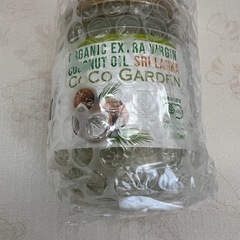 ORGANIC EXTRA VIRGIN
COCONUT OIL SRI LANKA
CoCo GARDEN